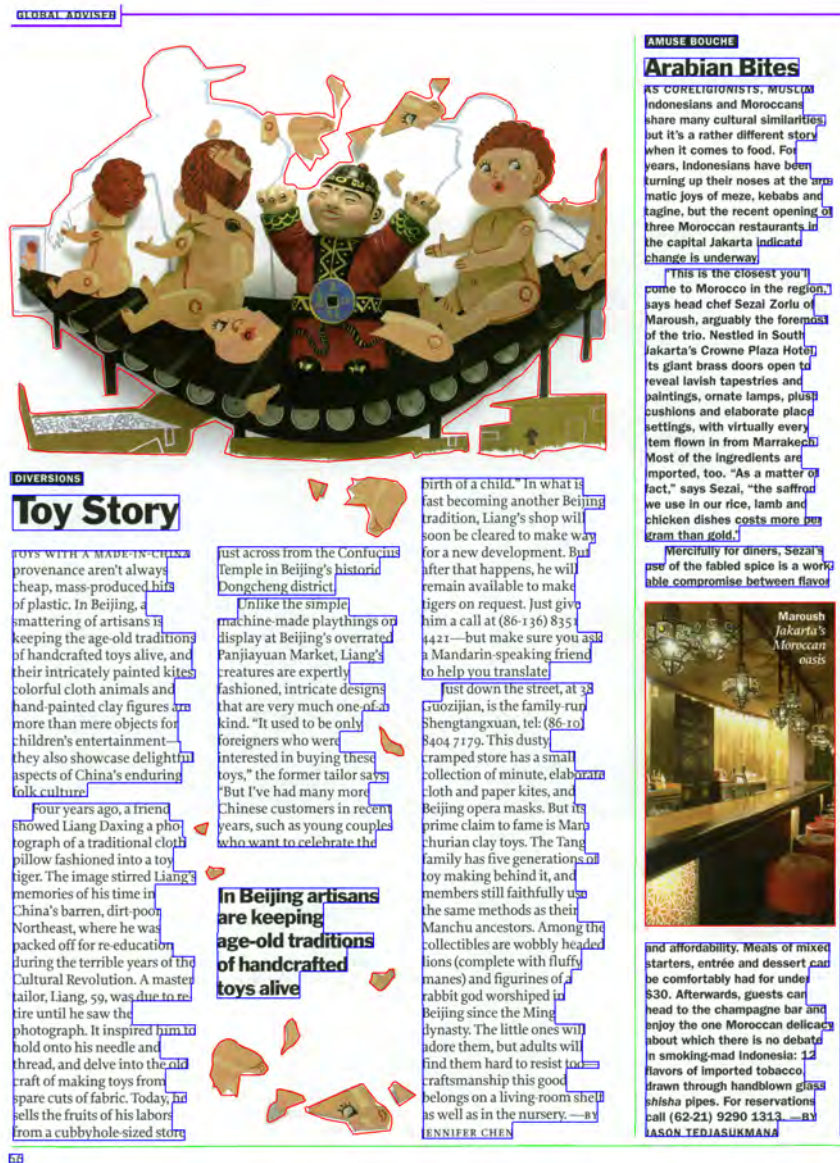 GLOBAL ADVISER
DIVERSIONS
Toy Story
TOYS WITH A MADE-IN-CHINA
provenance aren't always
cheap, mass-produced bits
of plastic. In Beijing, a
smattering of artisans is
keeping the age-old traditions
of handcrafted toys alive, and
their intricately painted kites,
colorful cloth animals and
hand-painted clay figures are
more than mere objects for
children's entertainment—
they also showcase delightful
aspects of China's enduring
folk culture.
Four years ago, a friend
showed Liang Daxing a pho-
tograph of a traditional cloth
pillow fashioned into a toy
tiger. The image stirred Liang's
memories of his time in
China's barren, dirt-poor
Northeast, where he was
packed off for re-education
during the terrible years of the
Cultural Revolution. A master
tailor, Liang, 59, was due to re-
tire until he saw the
photograph. It inspired him to
hold onto his needle and
thread, and delve into the old
craft of making toys from
spare cuts of fabric. Today, he
sells the fruits of his labors
from a cubbyhole-sized store
just across from the Confucius
Temple in Beijing's historic
Dongcheng district.
Unlike the simple,
machine-made playthings on
display at Beijing's overrated
Panjiayuan Market, Liang's
creatures are expertly
fashioned, intricate designs
that are very much one-of-a-
kind. "It used to be only
foreigners who were
interested in buying these
toys," the former tailor says.
"But I've had many more
Chinese customers in recent
years, such as young couples
who want to celebrate the
In Beijing artisans
are keeping
age-old traditions
of handcrafted
toys alive
birth of a child." In what is
fast becoming another Beijing
tradition, Liang's shop will
soon be cleared to make way
for a new development. But
after that happens, he will
remain available to make
tigers on request. Just give
him a call at (86-136) 8351
4421—but make sure you ask
a Mandarin-speaking friend
to help you translate.
Just down the street, at 38
Guozijian, is the family-run
Shengtangxuan, tel: (86-10)
8404 7179. This dusty
cramped store has a small
collection of minute, elaborate
cloth and paper kites, and
Beijing opera masks. But its
prime claim to fame is Man-
churian clay toys. The Tang
family has five generations of
toy making behind it, and
members still faithfully use
the same methods as their
Manchu ancestors. Among the
collectibles are wobbly headed
lions (complete with fluffy
manes) and figurines of a
rabbit god worshiped in
Beijing since the Ming
dynasty. The little ones will
adore them, but adults will
find them hard to resist too—
craftsmanship this good
belongs on a living-room shelf
as well as in the nursery. —BY
JENNIFER CHEN
AMUSE BOUCHE
Arabian Bites
AS CORELIGIONISTS, MUSLIM
Indonesians and Moroccans
share many cultural similarities,
but it's a rather different story
when it comes to food. For
years, Indonesians have been
turning up their noses at the aro-
matic joys of meze, kebabs and
tagine, but the recent opening of
three Moroccan restaurants in
the capital Jakarta indicate
change is underway.
"This is the closest you'll
come to Morocco in the region,"
says head chef Sezai Zorlu of
Maroush, arguably the foremost
of the trio. Nestled in South
Jakarta's Crowne Plaza Hotel,
its giant brass doors open to
reveal lavish tapestries and
paintings, ornate lamps, plush
cushions and elaborate place
settings, with virtually every
item flown in from Marrakech.
Most of the ingredients are
imported, too. "As a matter of
fact," says Sezai, "the saffron
we use in our rice, lamb and
chicken dishes costs more per
gram than gold."
Mercifully for diners, Sezai's
use of the fabled spice is a work-
able compromise between flavor
Maroush
Jakarta's
Moroccan
oasis
and affordability. Meals of mixed
starters, entrée and dessert can
be comfortably had for under
$30. Afterwards, guests can
head to the champagne bar and
enjoy the one Moroccan delicacy
about which there is no debate
in smoking-mad Indonesia: 12
flavors of imported tobacco,
drawn through handblown glass
shisha pipes. For reservations
call (62-21) 9290 1313. —BY
JASON TEDJASUKMANA